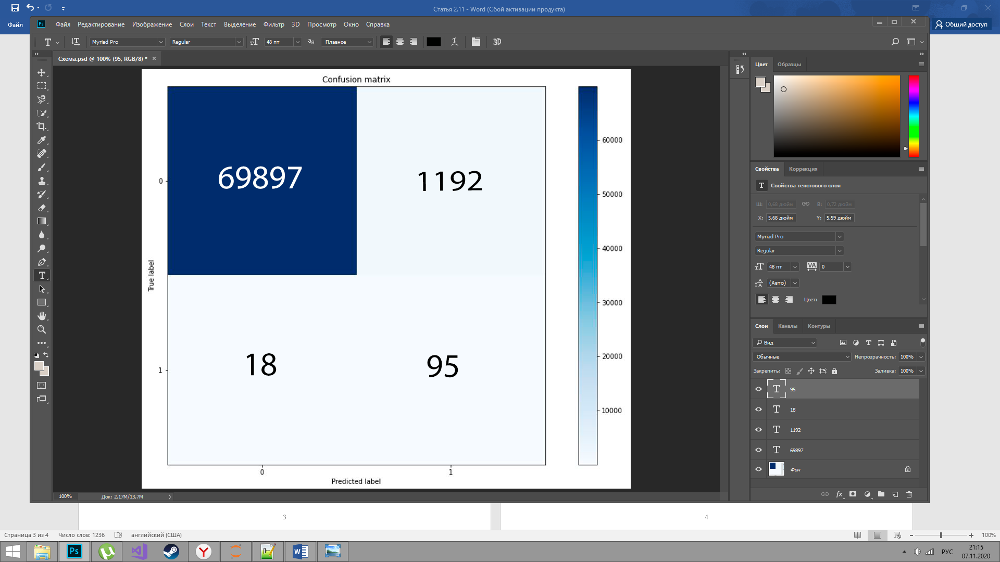 Статья 2.11 - Word (Сбой активации продукта)
Файл
Общий доступ
Ps
Файл Редактирование Изображение Слои Текст Выделение Фильтр 3D Просмотр Окно Справка
T Myriad Pro Regular 48 пт aa Плавное 3D
Схема.psd @ 100% (95, RGB/8) *
Confusion matrix
69897
1192
18
95
0
1
True label
0
1
Predicted label
60000
50000
40000
30000
20000
10000
Цвет Образцы
Свойства Коррекция
T Свойства текстового слоя
Ш: 0,68 дюйм В: 0,72 дюйм
X: 5,68 дюйм Y: 5,59 дюйм
Myriad Pro
Regular
48 пт VA 0
(Авто)
Цвет:
Слои Каналы Контуры
Вид
Обычные Непрозрачность: 100%
Закрепить: Заливка: 100%
T 95
T 18
T 1192
T 69897
Фон
fx
100% Док: 2,17M/13,7M
3
4
Страница 3 из 4 Число слов: 1236 английский (США) 100%
Ps
РУС
21:15
07.11.2020